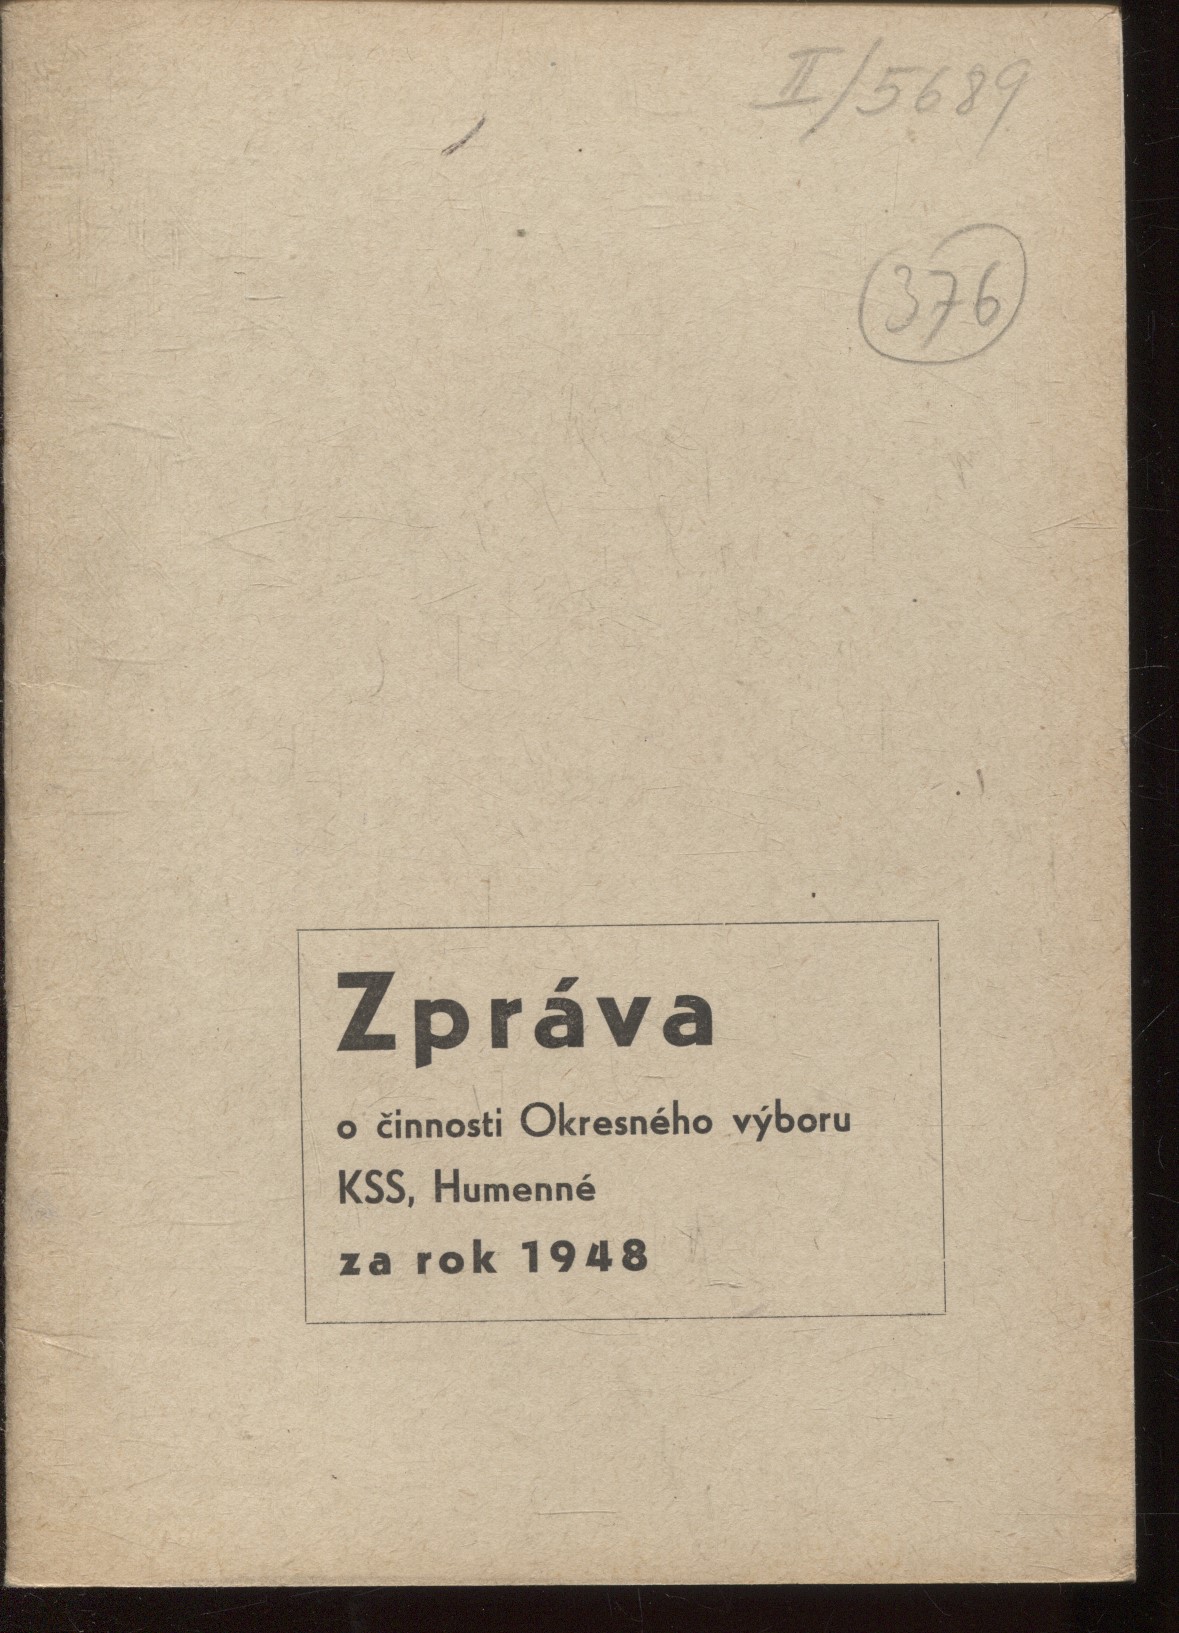 II/5689
376
Zpráva
o činnosti Okresného výboru
KSS, Humenné
za rok 1948